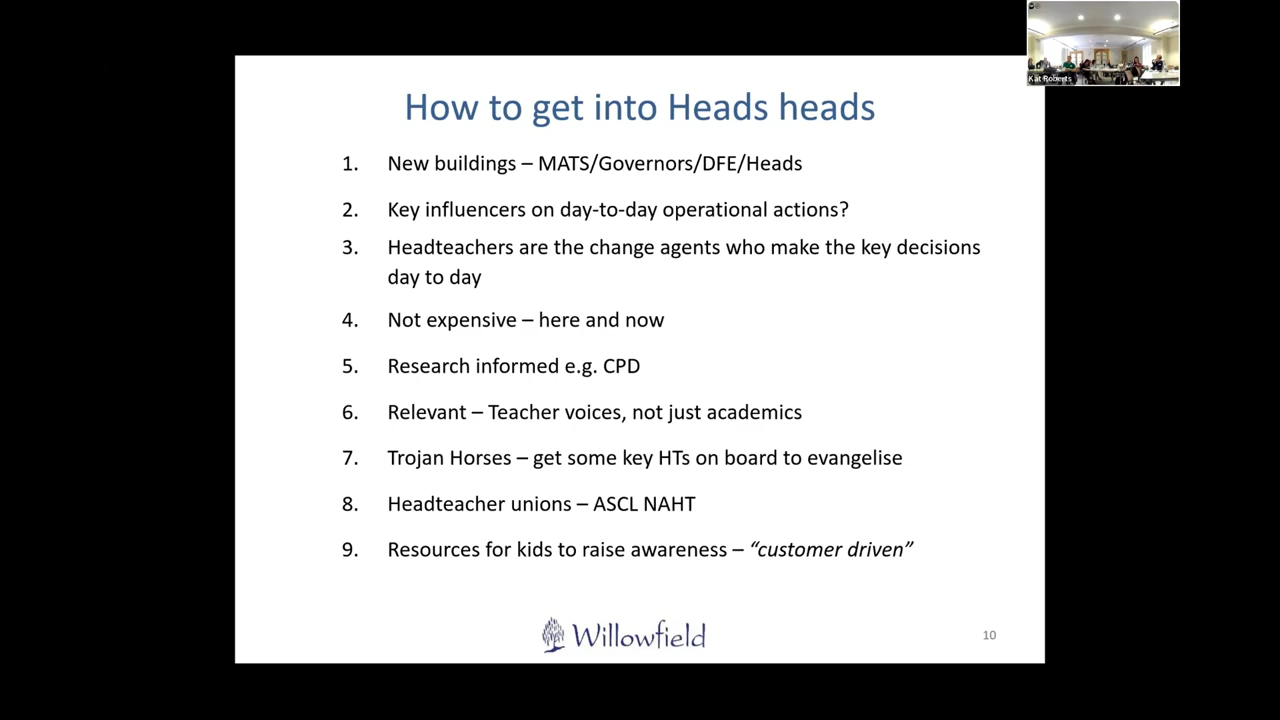 Kat Roberts
How to get into Heads heads
1. New buildings – MATS/Governors/DFE/Heads
2. Key influencers on day-to-day operational actions?
3. Headteachers are the change agents who make the key decisions
day to day
4. Not expensive – here and now
5. Research informed e.g. CPD
6. Relevant – Teacher voices, not just academics
7. Trojan Horses – get some key HTs on board to evangelise
8. Headteacher unions – ASCL NAHT
9. Resources for kids to raise awareness – “customer driven”
Willowfield
10